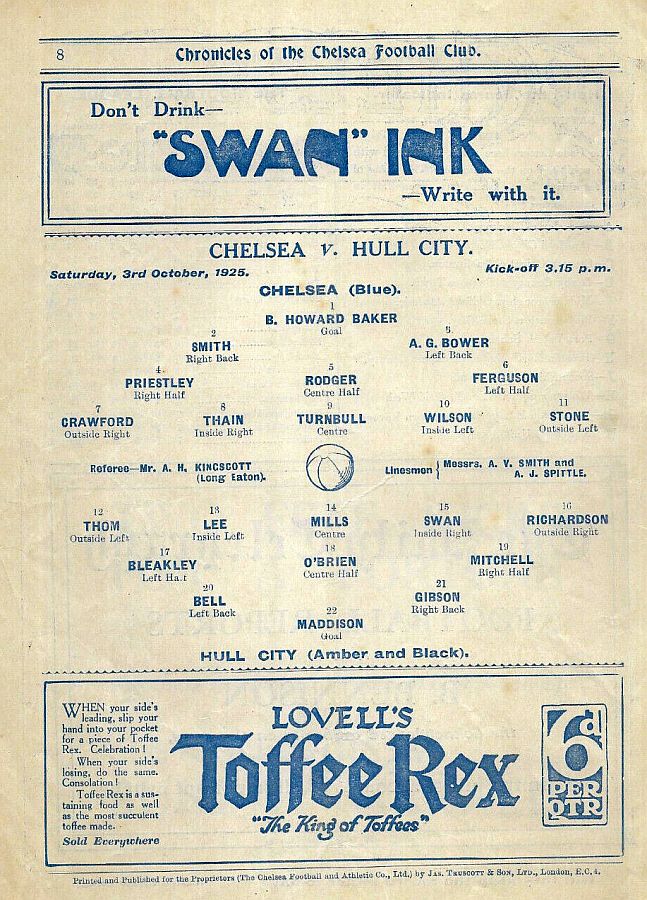 8 Chronicles of the Chelsea Football Club.
Don't Drink—
"SWAN" INK
—Write with it.
CHELSEA v. HULL CITY.
Saturday, 3rd October, 1925. Kick-off 3.15 p.m.
CHELSEA (Blue).
1
B. HOWARD BAKER
Goal
2 3
SMITH A. G. BOWER
Right Back Left Back
4 5 6
PRIESTLEY RODGER FERGUSON
Right Half Centre Half Left Half
7 8 9 10 11
CRAWFORD THAIN TURNBULL WILSON STONE
Outside Right Inside Right Centre Inside Left Outside Left
Referee—Mr. A. H. KINGSCOTT
(Long Eaton).
Linesmen { Messrs. A. V. SMITH and
A. J. SPITTLE.
12 13 14 15 16
THOM LEE MILLS SWAN RICHARDSON
Outside Left Inside Left Centre Inside Right Outside Right
17 18 19
BLEAKLEY O'BRIEN MITCHELL
Left Half Centre Half Right Half
20 21
BELL GIBSON
Left Back Right Back
22
MADDISON
Goal
HULL CITY (Amber and Black).
WHEN your side's
leading, slip your
hand into your pocket
for a piece of Toffee
Rex. Celebration!
When your side's
losing, do the same.
Consolation!
Toffee Rex is a sus-
taining food as well
as the most succulent
toffee made.
Sold Everywhere
LOVELL'S
Toffee Rex
"The King of Toffees"
6d
PER
QTR
Printed and Published for the Proprietors (The Chelsea Football and Athletic Co., Ltd.) by JAS. TRUSCOTT & SON, LTD., London, E.C.4.